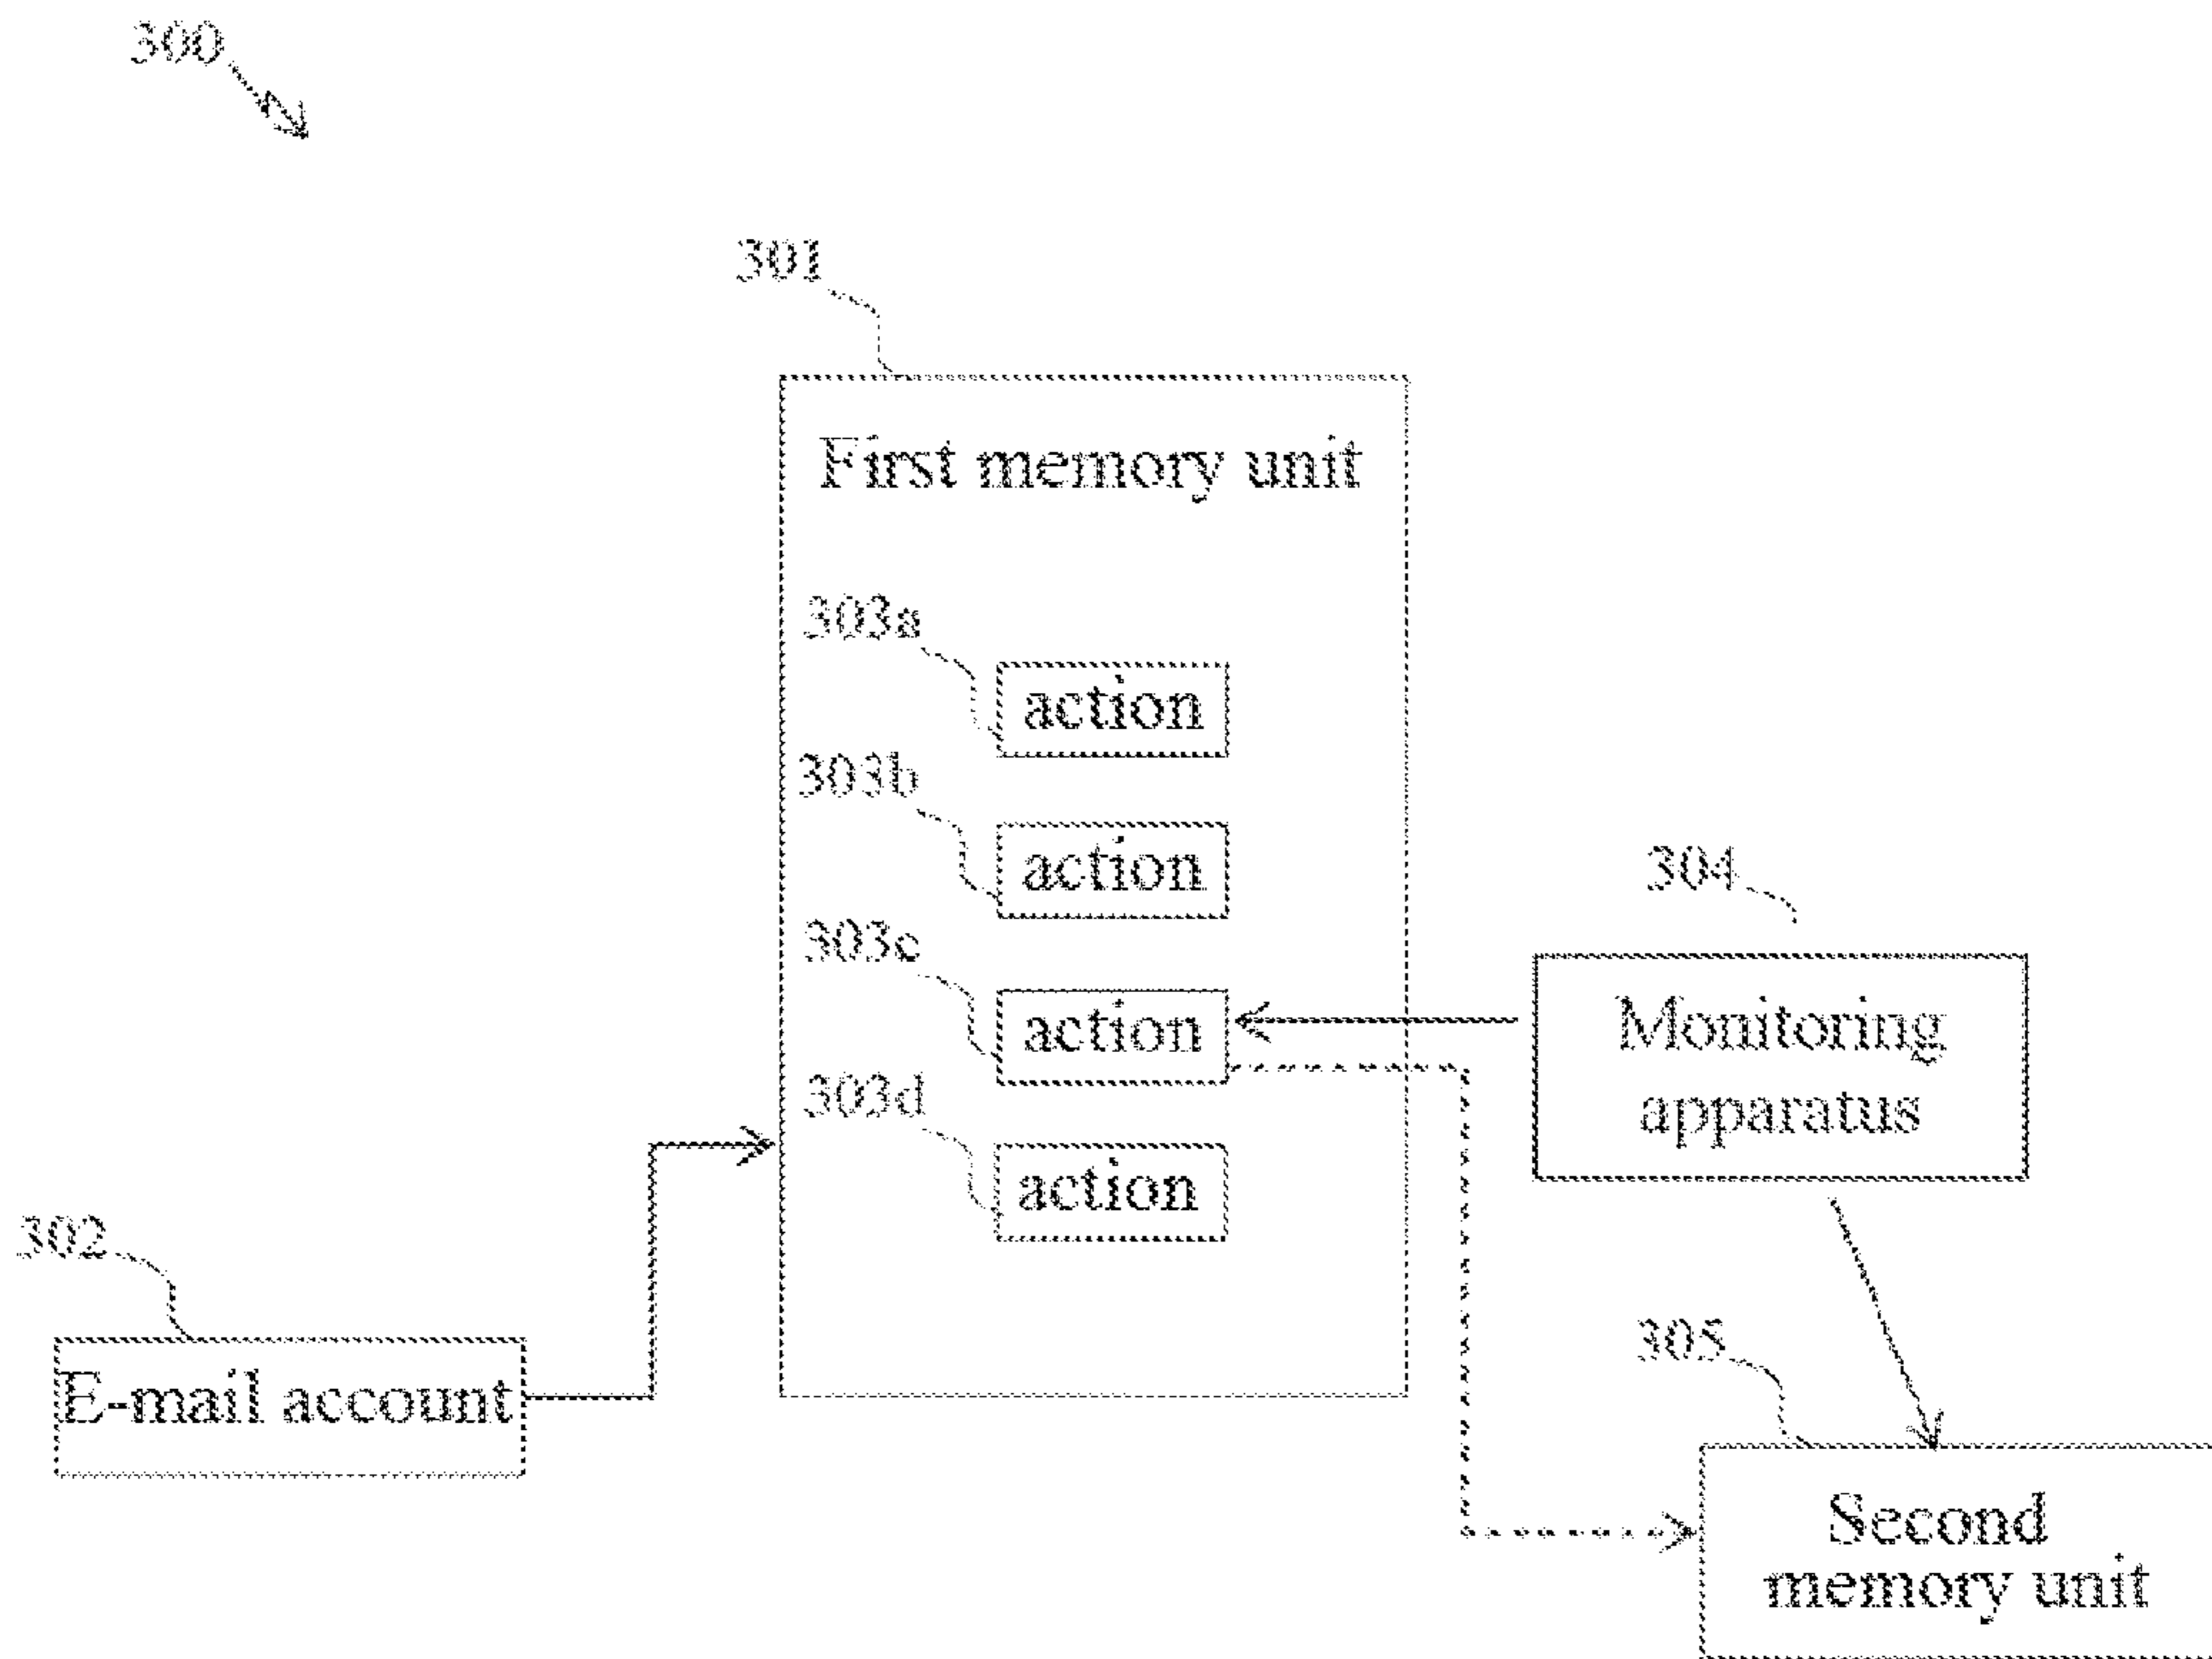 300
301
First memory unit
303a
action
303b
action
303c
action
303d
action
304
Monitoring
apparatus
302
E-mail account
305
Second
memory unit